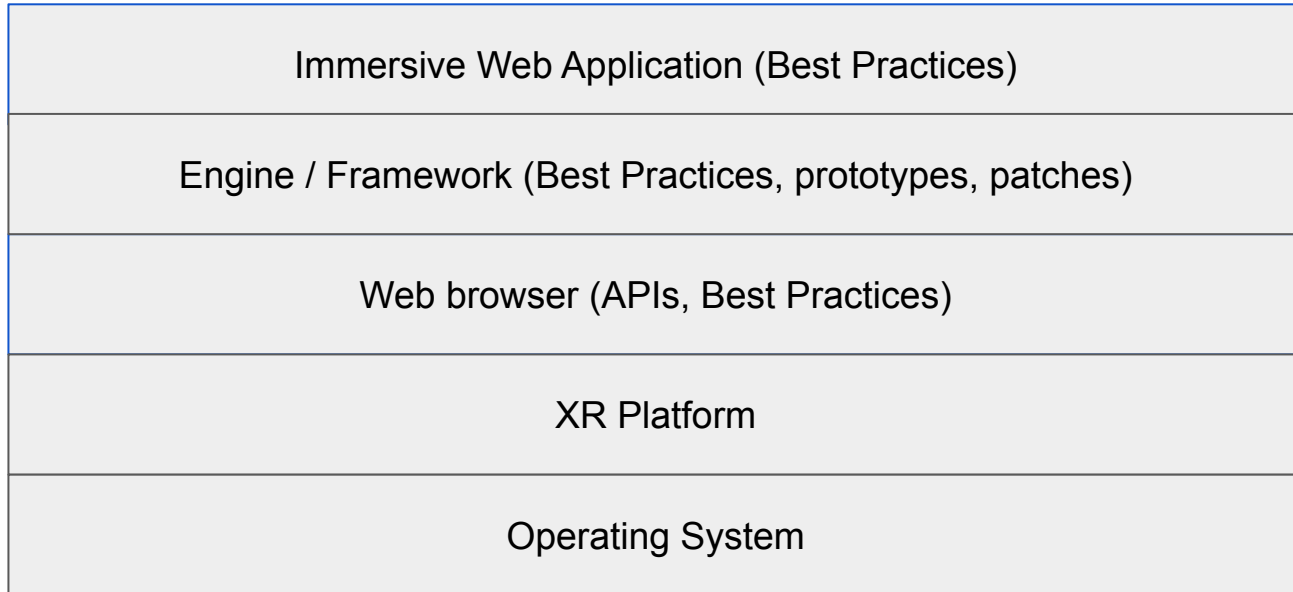 Immersive Web Application (Best Practices)
Engine / Framework (Best Practices, prototypes, patches)
Web browser (APIs, Best Practices)
XR Platform
Operating System